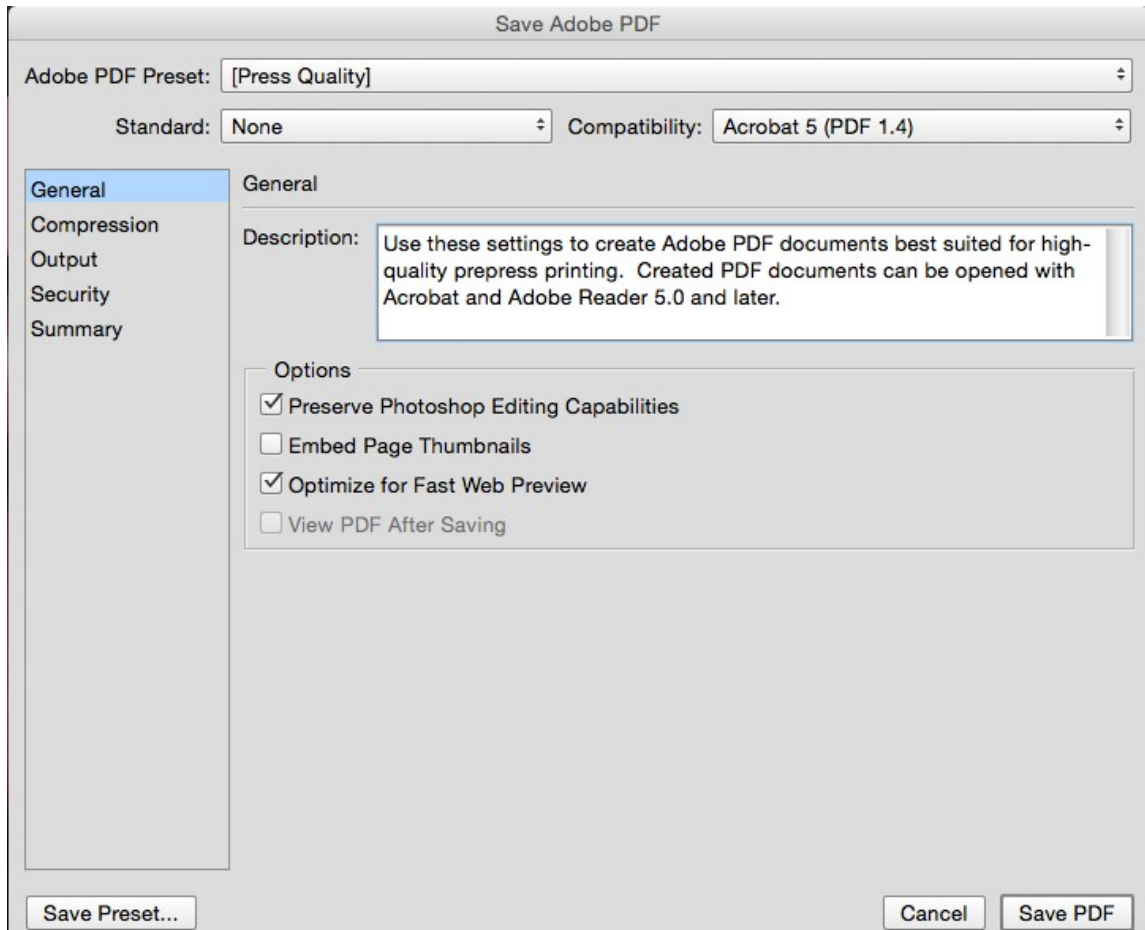 Save Adobe PDF
Adobe PDF Preset: [Press Quality]
Standard: None Compatibility: Acrobat 5 (PDF 1.4)
General
Compression
Output
Security
Summary
General
Description: Use these settings to create Adobe PDF documents best suited for high-
quality prepress printing.  Created PDF documents can be opened with
Acrobat and Adobe Reader 5.0 and later.
Options
Preserve Photoshop Editing Capabilities
Embed Page Thumbnails
Optimize for Fast Web Preview
View PDF After Saving
Save Preset... Cancel Save PDF